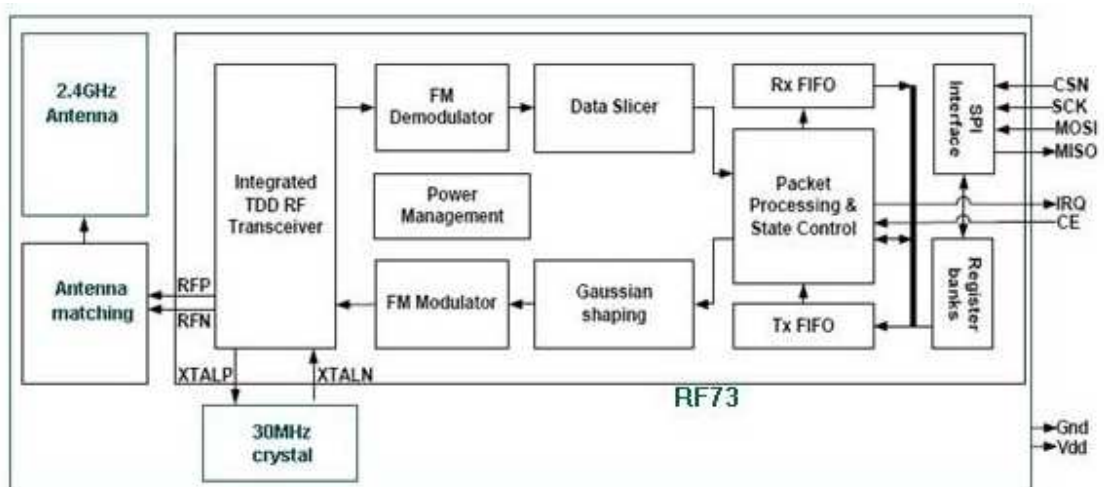 2.4GHz
Antenna
Antenna
matching
RFP
RFN
XTALP
XTALN
30MHz
crystal
Integrated
TDD RF
Transceiver
FM
Demodulator
Data Slicer
Power
Management
FM Modulator
Gaussian
shaping
Rx FIFO
Packet
Processing &
State Control
Tx FIFO
SPI
Interface
Register
banks
CSN
SCK
MOSI
MISO
IRQ
CE
RF73
Gnd
Vdd